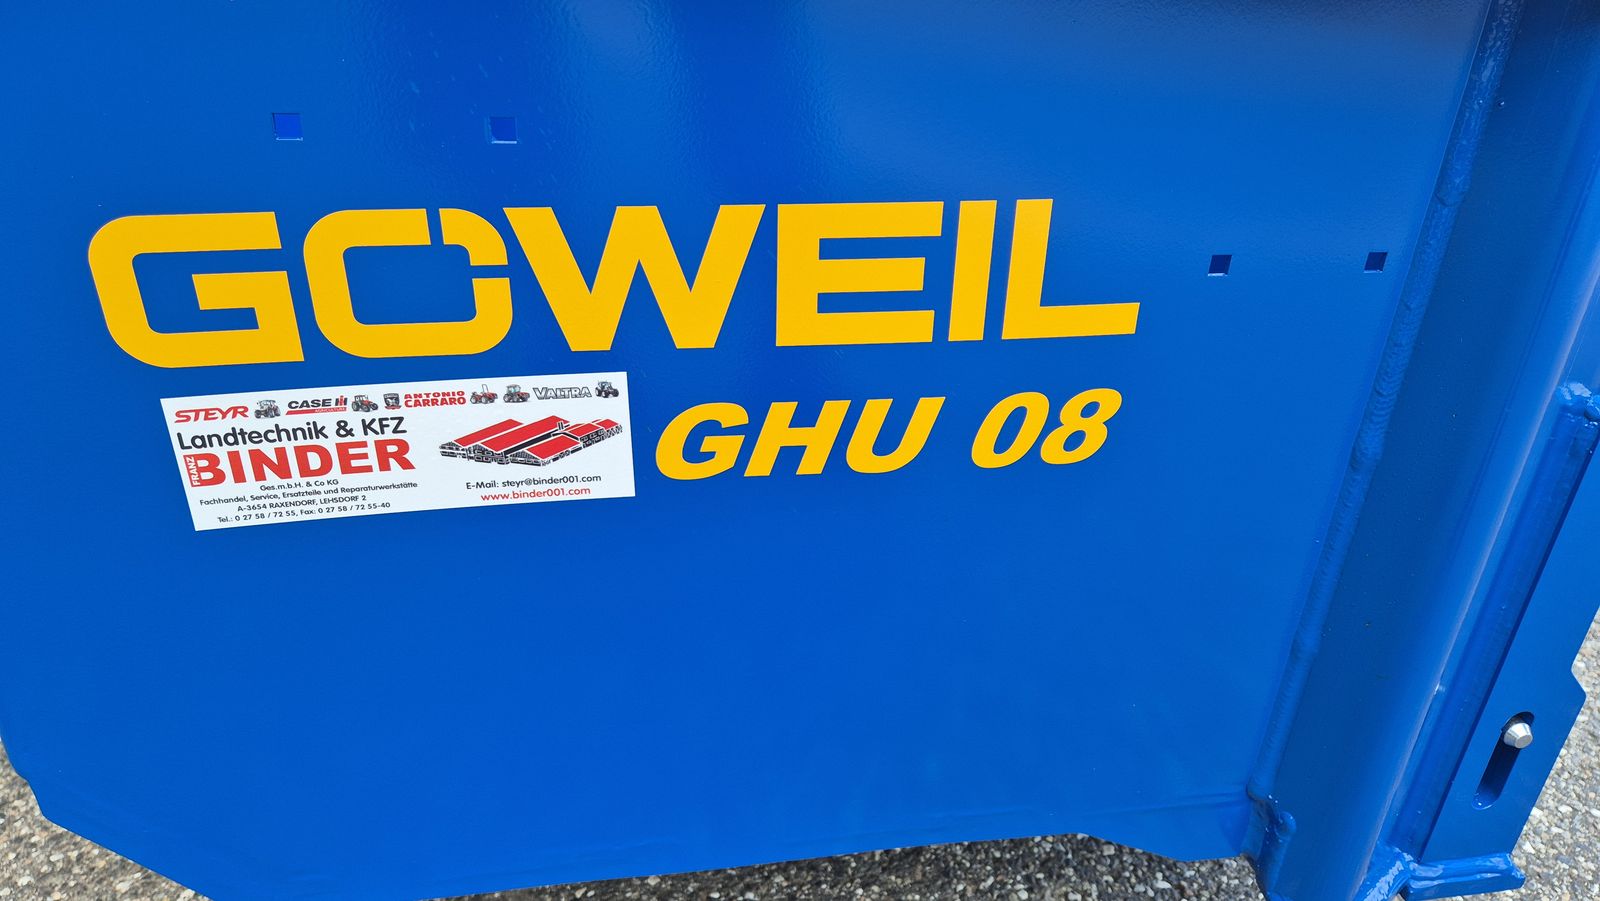 GOWEIL
GHU 08
STEYR CASE IH ANTONIO CARRARO VALTRA
AGRICULTURE
Landtechnik & KFZ
FRANZ BINDER
Ges.m.b.H. & Co KG
Fachhandel, Service, Ersatzteile und Reparaturwerkstätte
A-3654 RAXENDORF, LEHSDORF 2
Tel.: 0 27 58 / 72 55, Fax: 0 27 58 / 72 55-40
E-Mail: steyr@binder001.com
www.binder001.com